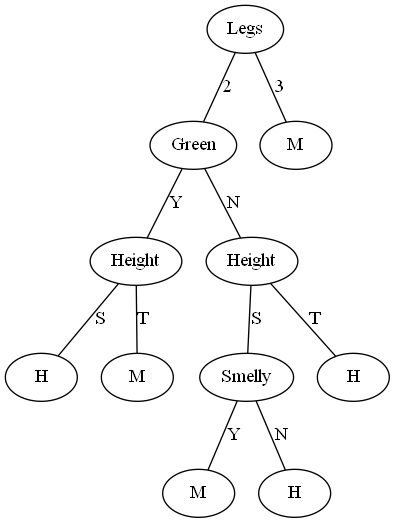 Legs
2 3
Green M
Y N
Height Height
S T S T
H M Smelly H
Y N
M H